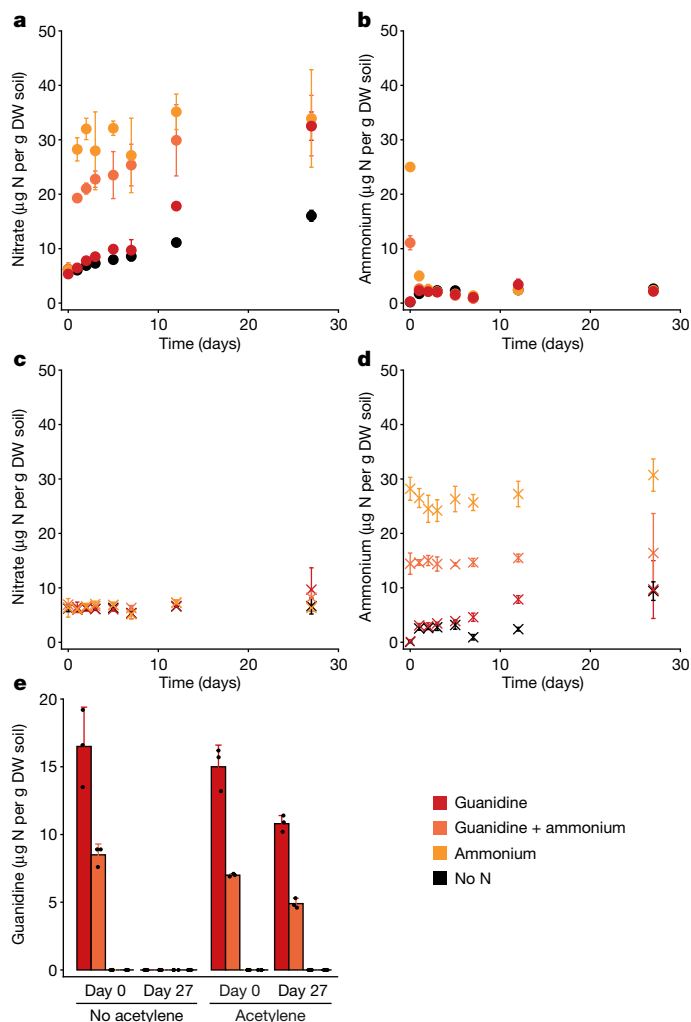 a
Nitrate (µg N per g DW soil)
50
40
30
20
10
0
0 10 20 30
Time (days)
b
Ammonium (µg N per g DW soil)
50
40
30
20
10
0
0 10 20 30
Time (days)
c
Nitrate (µg N per g DW soil)
50
40
30
20
10
0
0 10 20 30
Time (days)
d
Ammonium (µg N per g DW soil)
50
40
30
20
10
0
0 10 20 30
Time (days)
e
Guanidine (µg N per g DW soil)
20
15
10
5
0
Day 0 Day 27 Day 0 Day 27
No acetylene Acetylene
Guanidine
Guanidine + ammonium
Ammonium
No N